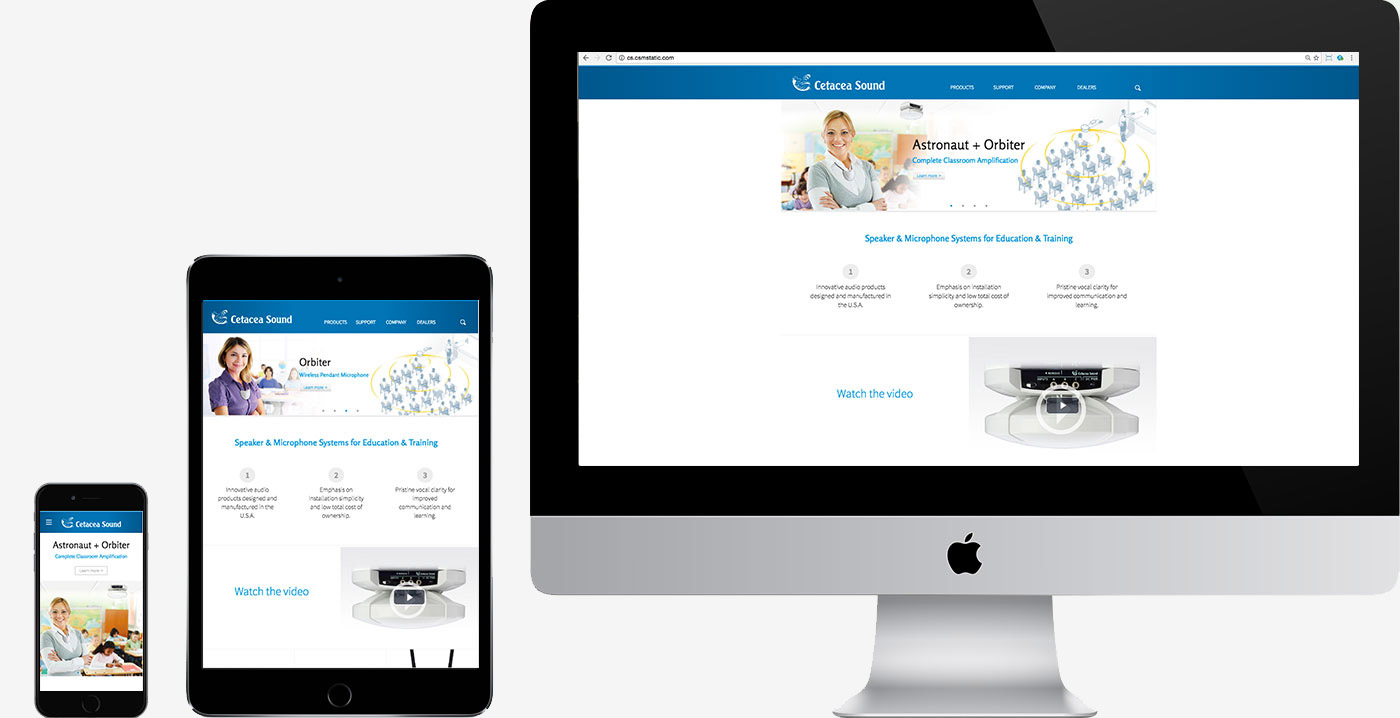 Cetacea Sound
Astronaut + Orbiter
Complete Classroom Amplification
Learn more >
Cetacea Sound
PRODUCTS SUPPORT COMPANY DEALERS
Orbiter
Wireless Pendant Microphone
Learn more >
Speaker & Microphone Systems for Education & Training
1 2 3
Innovative audio products designed and manufactured in the U.S.A.
Emphasis on installation simplicity and low total cost of ownership.
Pristine vocal clarity for improved communication and learning.
Watch the video
cs.csmstatic.com
Cetacea Sound
PRODUCTS SUPPORT COMPANY DEALERS
Astronaut + Orbiter
Complete Classroom Amplification
Learn more >
Speaker & Microphone Systems for Education & Training
1 2 3
Innovative audio products
designed and manufactured in
the U.S.A.
Emphasis on installation
simplicity and low total cost of
ownership.
Pristine vocal clarity for
improved communication and
learning.
Watch the video
Cetacea Sound
INPUTS
DC PWR